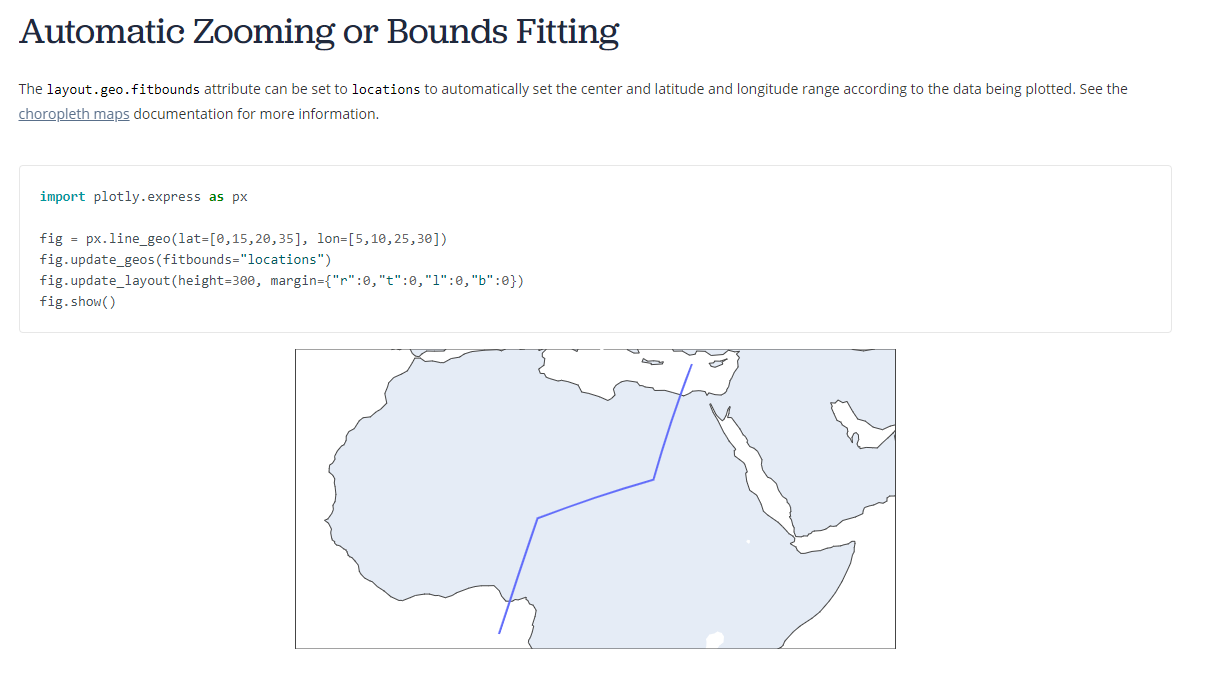 Automatic Zooming or Bounds Fitting
The layout.geo.fitbounds attribute can be set to locations to automatically set the center and latitude and longitude range according to the data being plotted. See the
choropleth maps documentation for more information.
import plotly.express as px
fig = px.line_geo(lat=[0,15,20,35], lon=[5,10,25,30])
fig.update_geos(fitbounds="locations")
fig.update_layout(height=300, margin={"r":0,"t":0,"l":0,"b":0})
fig.show()